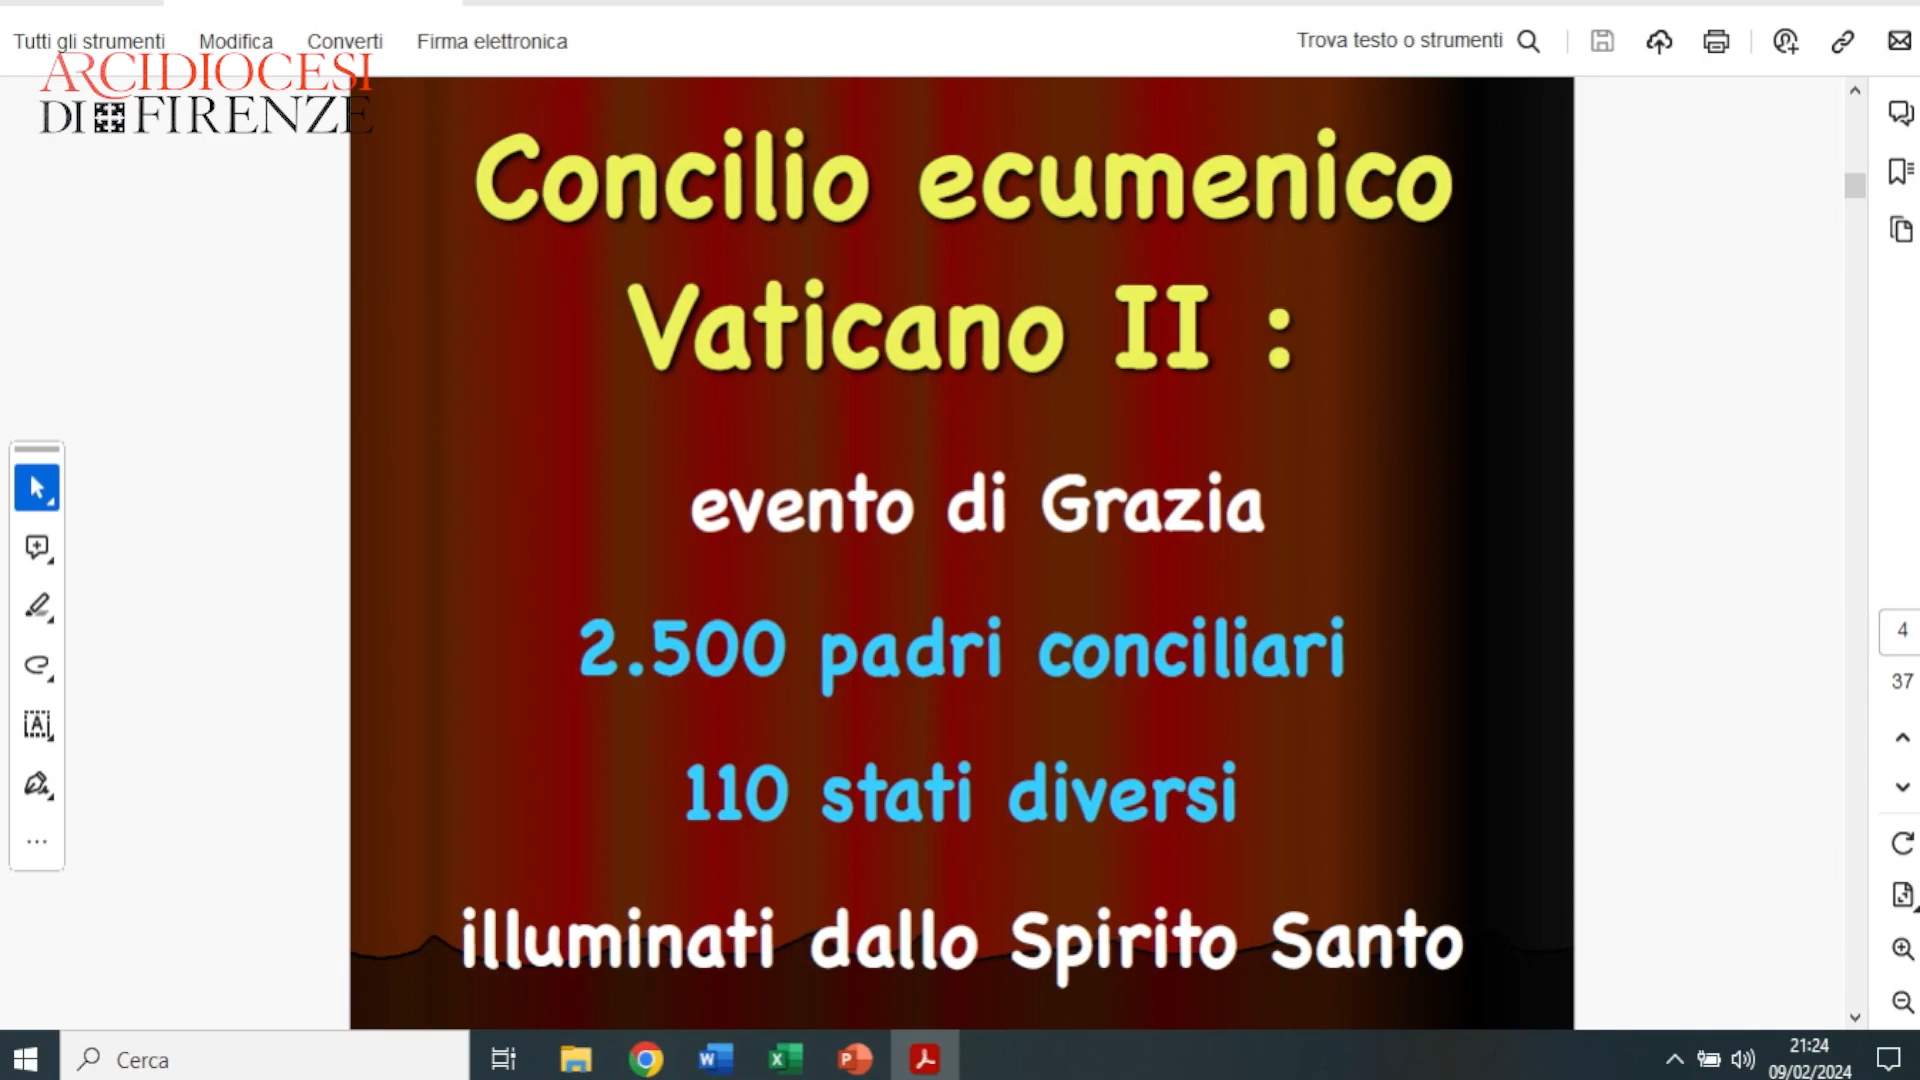 Tutti gli strumenti Modifica Converti Firma elettronica Trova testo o strumenti
ARCIDIOCESI
DI FIRENZE
Concilio ecumenico
Vaticano II :
evento di Grazia
2.500 padri conciliari
110 stati diversi
illuminati dallo Spirito Santo
4
37
Cerca
21:24
09/02/2024